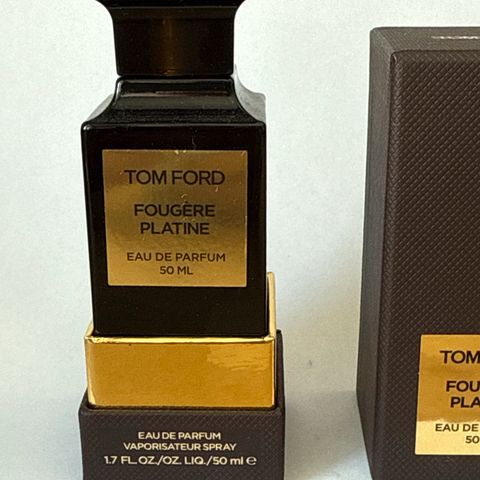 TOM FORD
FOUGÈRE
PLATINE
EAU DE PARFUM
50 ML
EAU DE PARFUM
VAPORISATEUR SPRAY
1.7 FL. OZ./OZ. LIQ./50 ml e
TOM
FOU
PLA
EAU DE
50